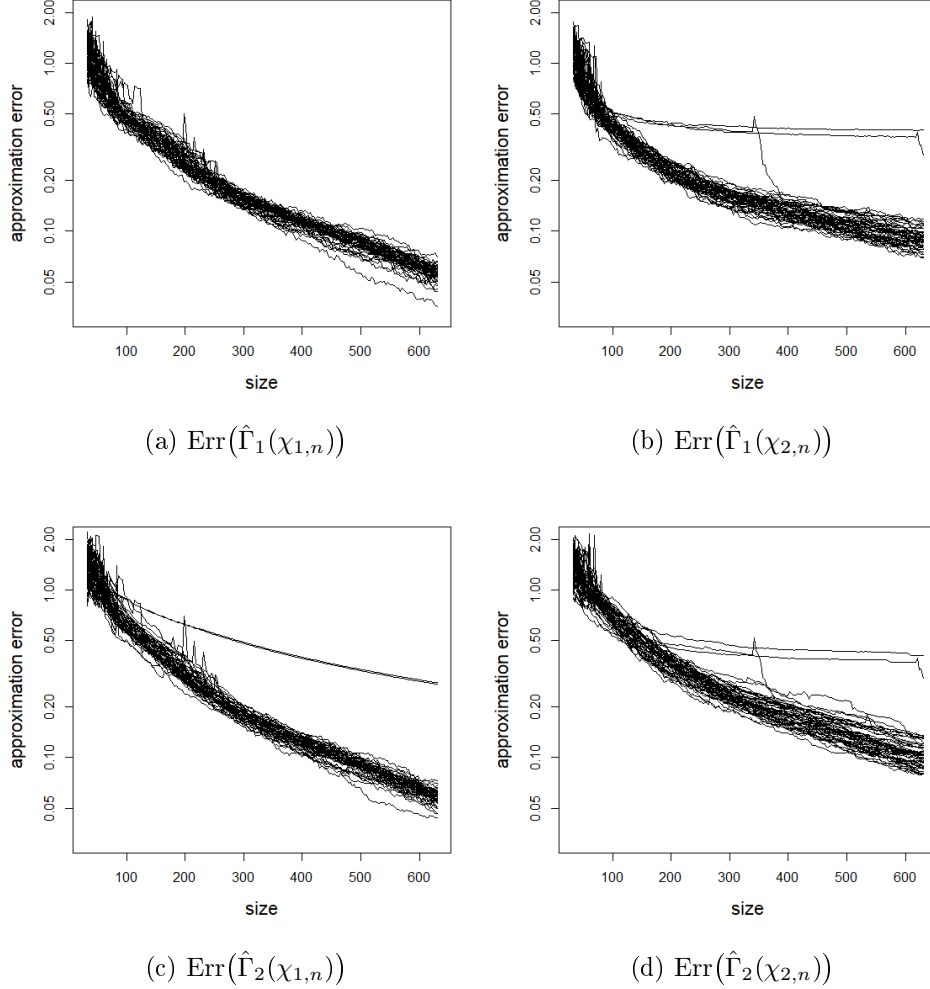 2.00
1.00
0.50
0.20
0.10
0.05
approximation error
100 200 300 400 500 600
size
(a) Err(Γ̂₁(χ₁,ₙ))
2.00
1.00
0.50
0.20
0.10
0.05
approximation error
100 200 300 400 500 600
size
(b) Err(Γ̂₁(χ₂,ₙ))
2.00
1.00
0.50
0.20
0.10
0.05
approximation error
100 200 300 400 500 600
size
(c) Err(Γ̂₂(χ₁,ₙ))
2.00
1.00
0.50
0.20
0.10
0.05
approximation error
100 200 300 400 500 600
size
(d) Err(Γ̂₂(χ₂,ₙ))